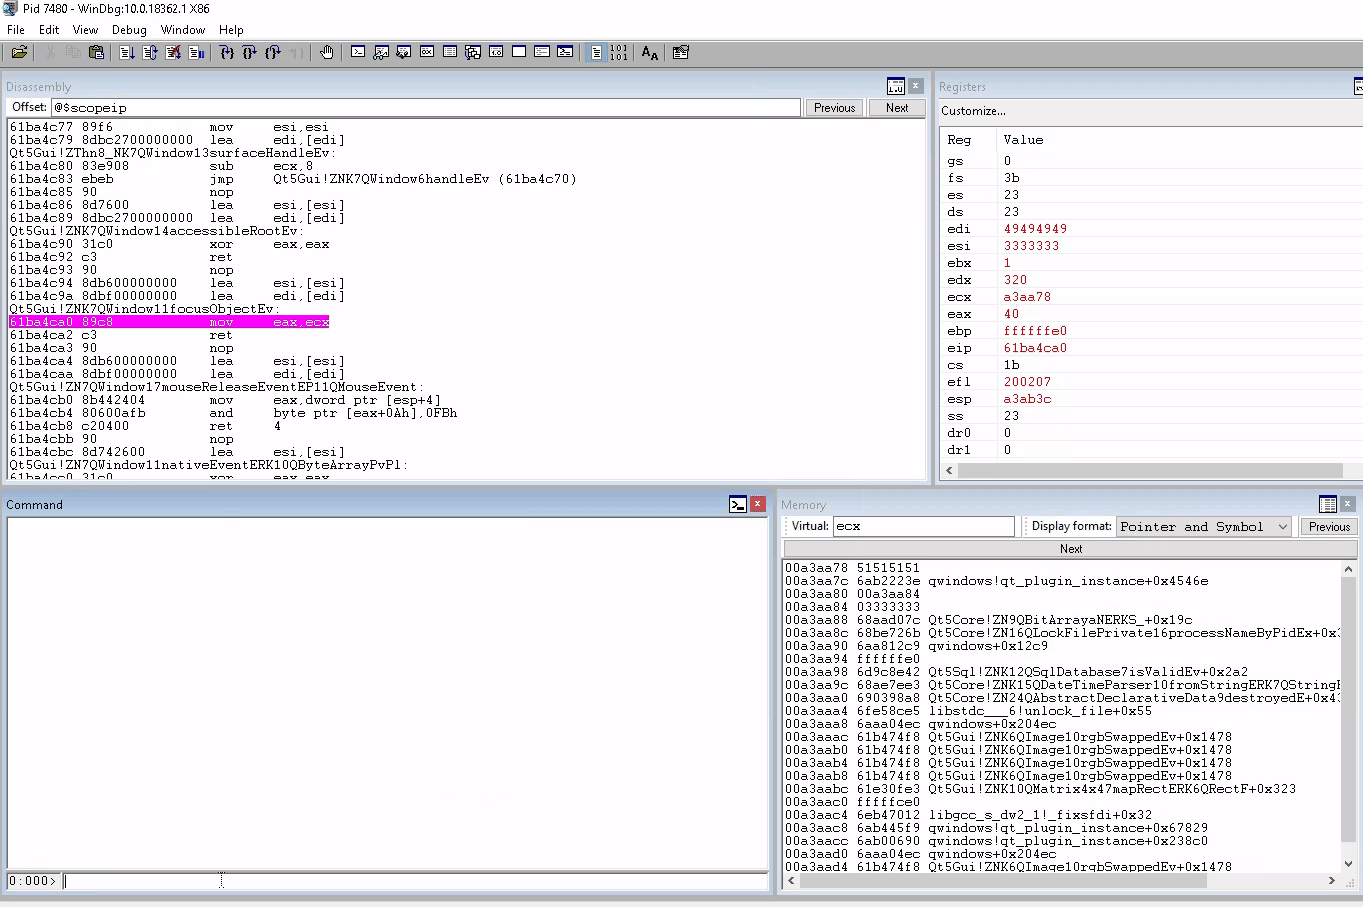 Pid 7480 - WinDbg:10.0.18362.1 X86
File Edit View Debug Window Help
Disassembly
Offset: @$scopeip Previous Next
61ba4c77 89f6 mov esi,esi
61ba4c79 8dbc2700000000 lea edi,[edi]
Qt5Gui!ZThn8_NK7QWindow13surfaceHandleEv:
61ba4c80 83e908 sub ecx,8
61ba4c83 ebeb jmp Qt5Gui!ZNK7QWindow6handleEv (61ba4c70)
61ba4c85 90 nop
61ba4c86 8d7600 lea esi,[esi]
61ba4c89 8dbc2700000000 lea edi,[edi]
Qt5Gui!ZNK7QWindow14accessibleRootEv:
61ba4c90 31c0 xor eax,eax
61ba4c92 c3 ret
61ba4c93 90 nop
61ba4c94 8db600000000 lea esi,[esi]
61ba4c9a 8dbf00000000 lea edi,[edi]
Qt5Gui!ZNK7QWindow11focusObjectEv:
61ba4ca0 89c8 mov eax,ecx
61ba4ca2 c3 ret
61ba4ca3 90 nop
61ba4ca4 8db600000000 lea esi,[esi]
61ba4caa 8dbf00000000 lea edi,[edi]
Qt5Gui!ZN7QWindow17mouseReleaseEventEP11QMouseEvent:
61ba4cb0 8b442404 mov eax,dword ptr [esp+4]
61ba4cb4 80600afb and byte ptr [eax+0Ah],0FBh
61ba4cb8 c20400 ret 4
61ba4cbb 90 nop
61ba4cbc 8d742600 lea esi,[esi]
Qt5Gui!ZN7QWindow11nativeEventERK10QByteArrayPvPl:
61ba4cc0 31c0 xor eax,eax
Registers
Customize...
Reg Value
gs 0
fs 3b
es 23
ds 23
edi 49494949
esi 3333333
ebx 1
edx 320
ecx a3aa78
eax 40
ebp ffffffe0
eip 61ba4ca0
cs 1b
efl 200207
esp a3ab3c
ss 23
dr0 0
dr1 0
Command
0:000>
Memory
Virtual: ecx Display format: Pointer and Symbol Previous
Next
00a3aa78 51515151
00a3aa7c 6ab2223e qwindows!qt_plugin_instance+0x4546e
00a3aa80 00a3aa84
00a3aa84 03333333
00a3aa88 68aad07c Qt5Core!ZN9QBitArrayaNERKS_+0x19c
00a3aa8c 68be726b Qt5Core!ZN16QLockFilePrivate16processNameByPidEx+0x3
00a3aa90 6aa812c9 qwindows+0x12c9
00a3aa94 ffffffe0
00a3aa98 6d9c8e42 Qt5Sql!ZNK12QSqlDatabase7isValidEv+0x2a2
00a3aa9c 68ae7ee3 Qt5Core!ZNK15QDateTimeParser10fromStringERK7QString
00a3aaa0 690398a8 Qt5Core!ZN24QAbstractDeclarativeData9destroyedE+0x4
00a3aaa4 6fe58ce5 libstdc___6!unlock_file+0x55
00a3aaa8 6aaa04ec qwindows+0x204ec
00a3aaac 61b474f8 Qt5Gui!ZNK6QImage10rgbSwappedEv+0x1478
00a3aab0 61b474f8 Qt5Gui!ZNK6QImage10rgbSwappedEv+0x1478
00a3aab4 61b474f8 Qt5Gui!ZNK6QImage10rgbSwappedEv+0x1478
00a3aab8 61b474f8 Qt5Gui!ZNK6QImage10rgbSwappedEv+0x1478
00a3aabc 61e30fe3 Qt5Gui!ZNK10QMatrix4x47mapRectERK6QRectF+0x323
00a3aac0 fffffce0
00a3aac4 6eb47012 libgcc_s_dw2_1!_fixsfdi+0x32
00a3aac8 6ab445f9 qwindows!qt_plugin_instance+0x67829
00a3aacc 6ab00690 qwindows!qt_plugin_instance+0x238c0
00a3aad0 6aaa04ec qwindows+0x204ec
00a3aad4 61b474f8 Qt5Gui!ZNK6QImage10rgbSwappedEv+0x1478